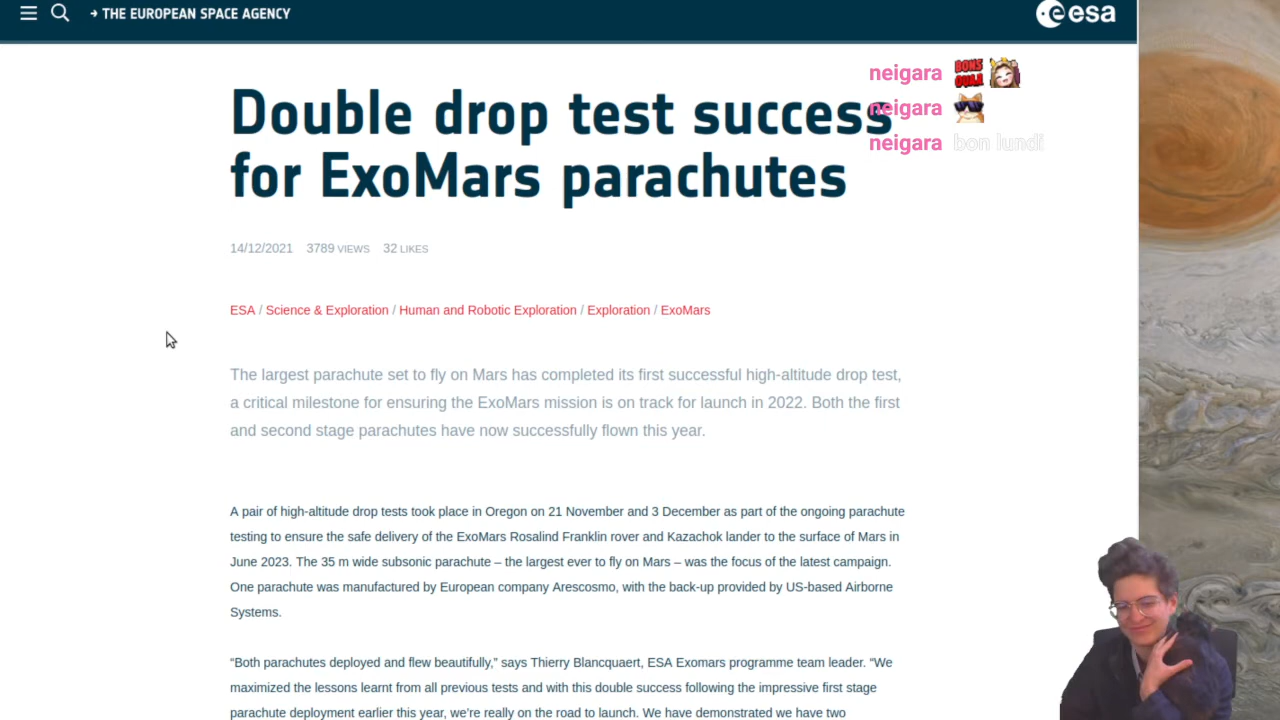 → THE EUROPEAN SPACE AGENCY
esa
Double drop test success
for ExoMars parachutes
neigara BONS QUAR
neigara
neigara bon lundi
14/12/2021 3789 VIEWS 32 LIKES
ESA / Science & Exploration / Human and Robotic Exploration / Exploration / ExoMars
The largest parachute set to fly on Mars has completed its first successful high-altitude drop test,
a critical milestone for ensuring the ExoMars mission is on track for launch in 2022. Both the first
and second stage parachutes have now successfully flown this year.
A pair of high-altitude drop tests took place in Oregon on 21 November and 3 December as part of the ongoing parachute
testing to ensure the safe delivery of the ExoMars Rosalind Franklin rover and Kazachok lander to the surface of Mars in
June 2023. The 35 m wide subsonic parachute – the largest ever to fly on Mars – was the focus of the latest campaign.
One parachute was manufactured by European company Arescosmo, with the back-up provided by US-based Airborne
Systems.
“Both parachutes deployed and flew beautifully,” says Thierry Blancquaert, ESA Exomars programme team leader. “We
maximized the lessons learnt from all previous tests and with this double success following the impressive first stage
parachute deployment earlier this year, we’re really on the road to launch. We have demonstrated we have two